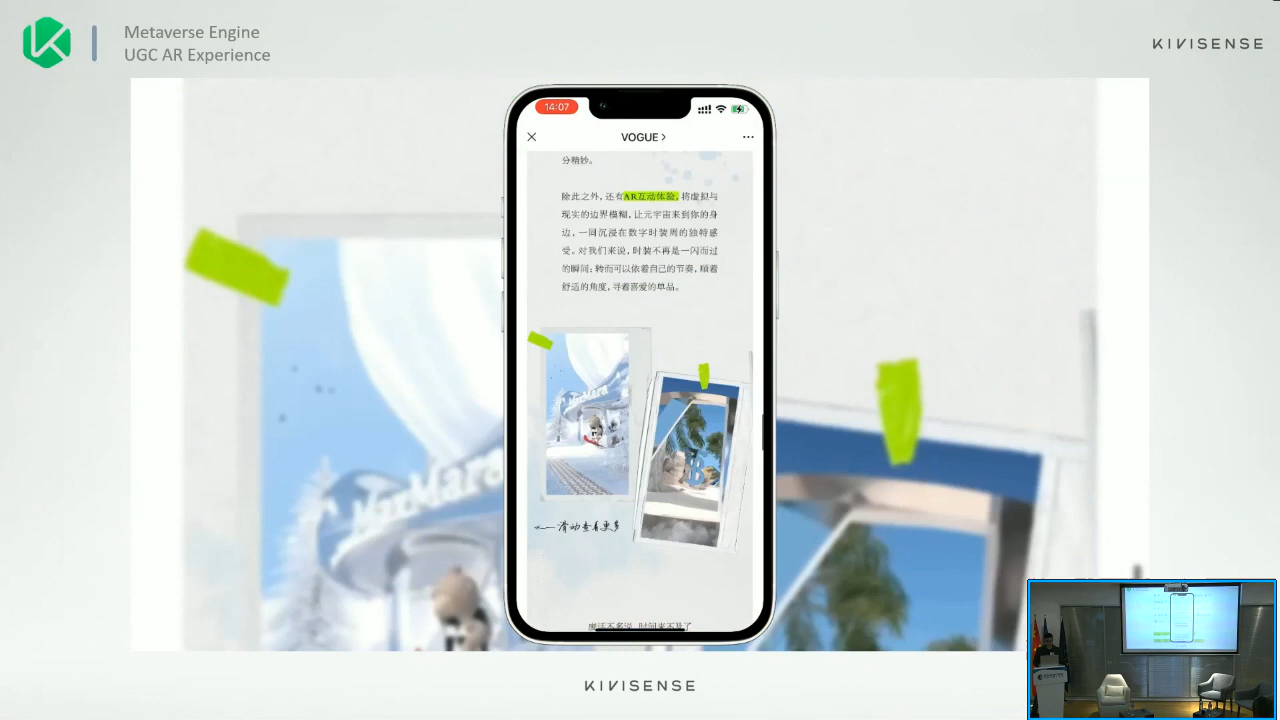 Metaverse Engine
UGC AR Experience
KIVISENSE
14:07
VOGUE >
分精妙。
除此之外，还有AR互动体验，将虚拟与
现实的边界模糊，让元宇宙来到你的身
边，一同沉浸在数字时装周的独特感
受。对我们来说，时装不再是一闪而过
的瞬间；转而可以依着自己的节奏，顺着
舒适的角度，寻着喜爱的单品。
MaxMara
MaxMara
滑动查看更多
废话不多说，时间来不及了
KIVISENSE